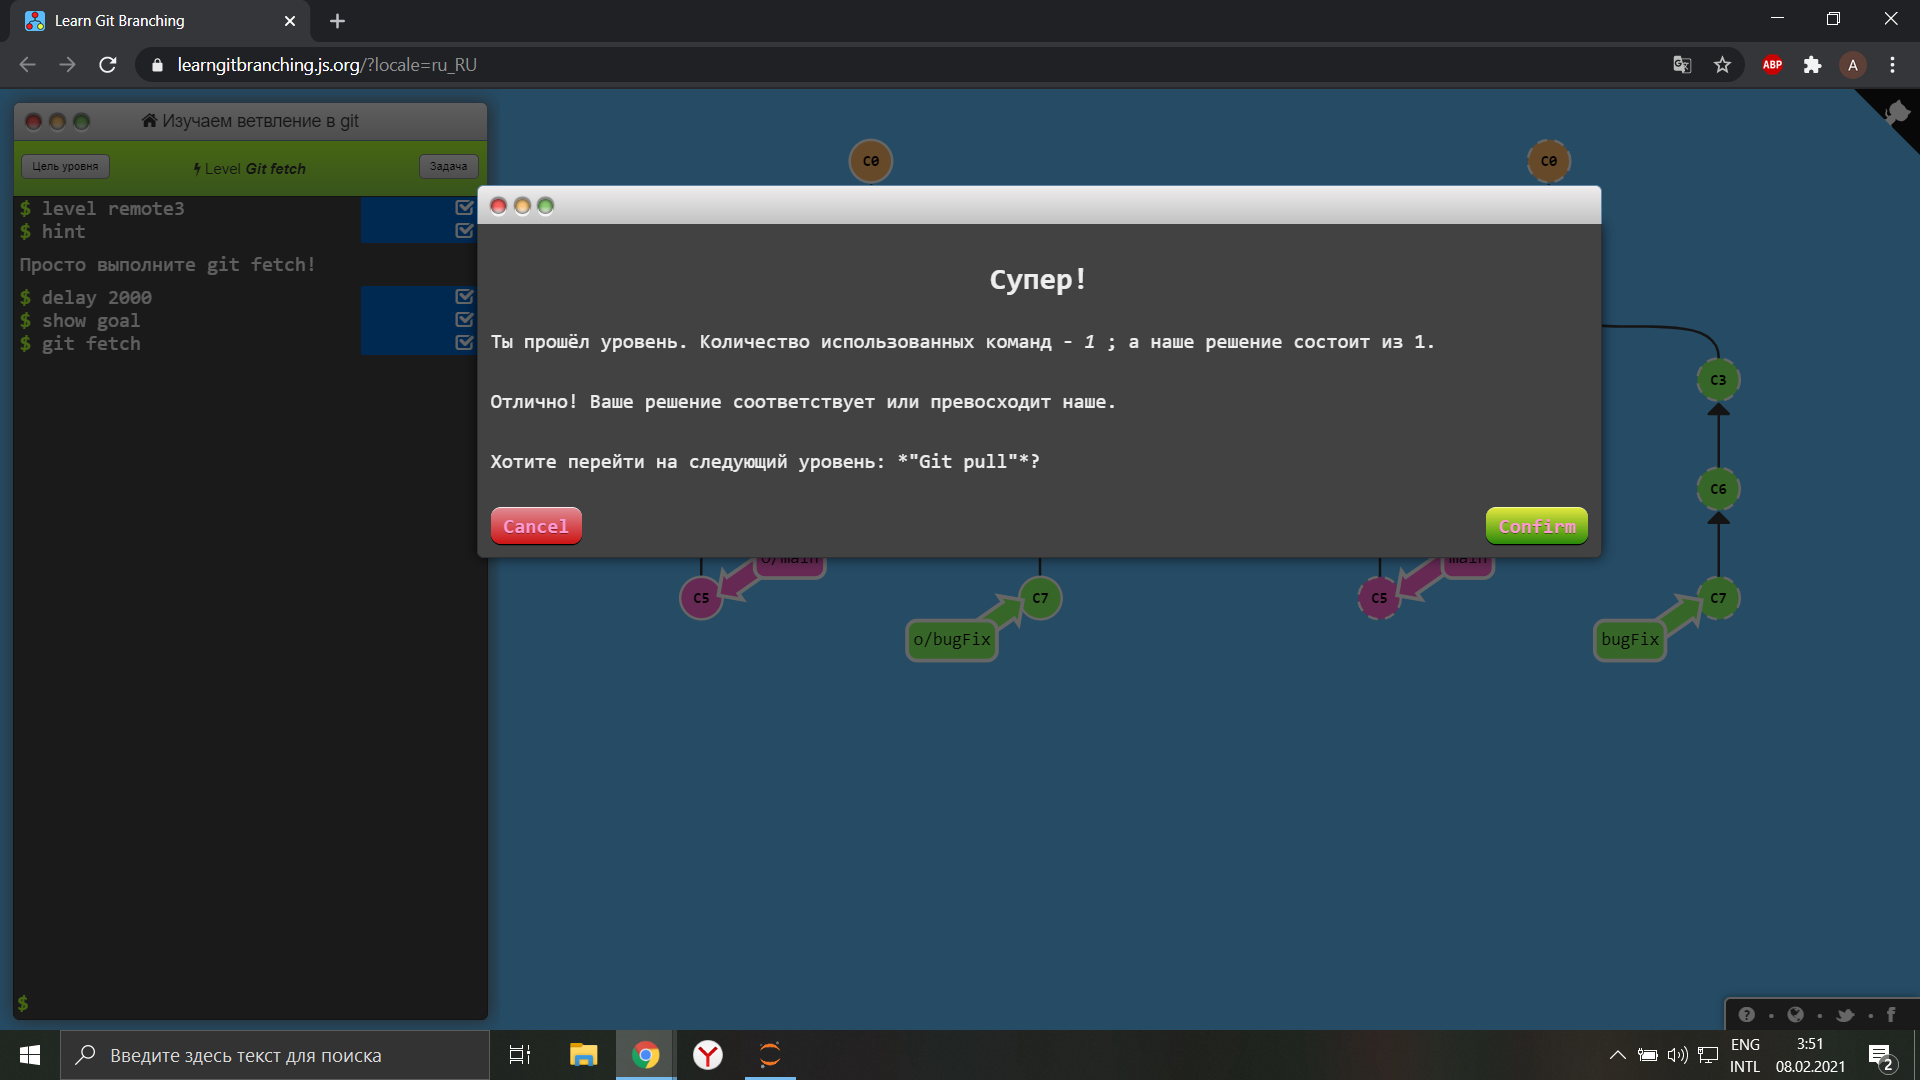 Learn Git Branching
learngitbranching.js.org/?locale=ru_RU
ABP
A
Изучаем ветвление в git
Цель уровня
Level Git fetch
Задача
$ level remote3
$ hint
Просто выполните git fetch!
$ delay 2000
$ show goal
$ git fetch
$
C0
C0
Супер!
Ты прошёл уровень. Количество использованных команд - 1 ; а наше решение состоит из 1.
Отлично! Ваше решение соответствует или превосходит наше.
Хотите перейти на следующий уровень: *"Git pull"*?
Cancel
Confirm
C3
C6
o/main
main
C5
C7
C5
C7
o/bugFix
bugFix
Введите здесь текст для поиска
ENG
INTL
3:51
08.02.2021
2